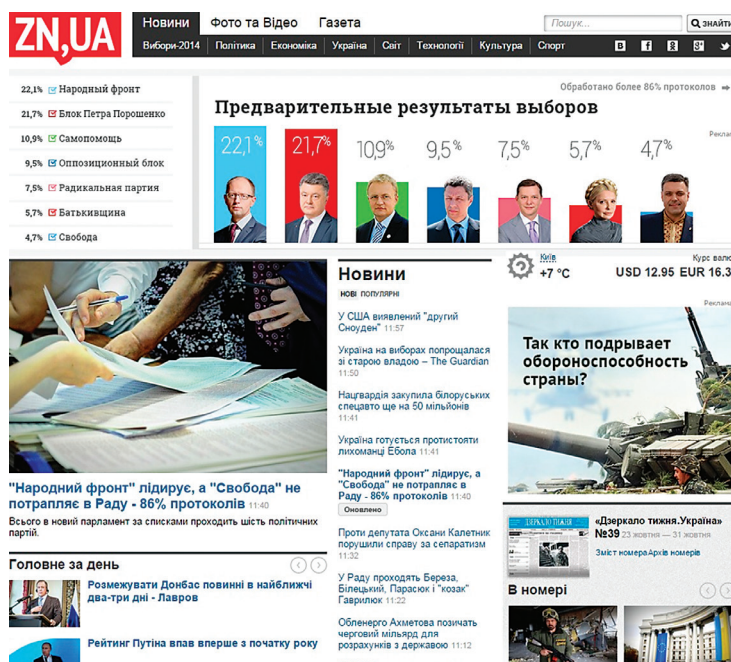 ZN,UA
Новини
Фото та Відео
Газета
Пошук...
ЗНАЙТИ
Вибори-2014
Політика
Економіка
Україна
Світ
Технології
Культура
Спорт
22,1% Народный фронт
21,7% Блок Петра Порошенко
10,9% Самопомощь
9,5% Оппозиционный блок
7,5% Радикальная партия
5,7% Батькивщина
4,7% Свобода
Обработано более 86% протоколов
Предварительные результаты выборов
22,1% 21,7% 10,9% 9,5% 7,5% 5,7% 4,7%
"Народний фронт" лідирує, а "Свобода" не
потрапляє в Раду - 86% протоколів 11:40
Всього в новий парламент за списками проходить шість політичних
партій.
Головне за день
Розмежувати Донбас повинні в найближчі
два-три дні - Лавров
Рейтинг Путіна впав вперше з початку року
Новини
НОВІ ПОПУЛЯРНІ
У США виявлений "другий
Сноуден" 11:57
Україна на виборах попрощалася
зі старою владою – The Guardian
11:50
Нацгвардія закупила білоруських
спецавто ще на 50 мільйонів
11:41
Україна готується протистояти
лихоманці Ебола 11:41
"Народний фронт" лідирує, а
"Свобода" не потрапляє в
Раду - 86% протоколів 11:40
Оновлено
Проти депутата Оксани Калетник
порушили справу за сепаратизм
11:32
У Раду проходять Береза,
Білецький, Парасюк і "козак"
Гаврилюк 11:22
Обленерго Ахметова позичать
черговий мільярд для
розрахунків з державою 11:12
Київ
+7 °C
Курс валю
USD 12.95 EUR 16.3
Реклама
Так кто подрывает
обороноспособность
страны?
ДЗЕРКАЛО ТИЖНЯ
«Дзеркало тижня.Україна»
№39 23 жовтня — 31 жовтня
Зміст номера Архів номерів
В номері